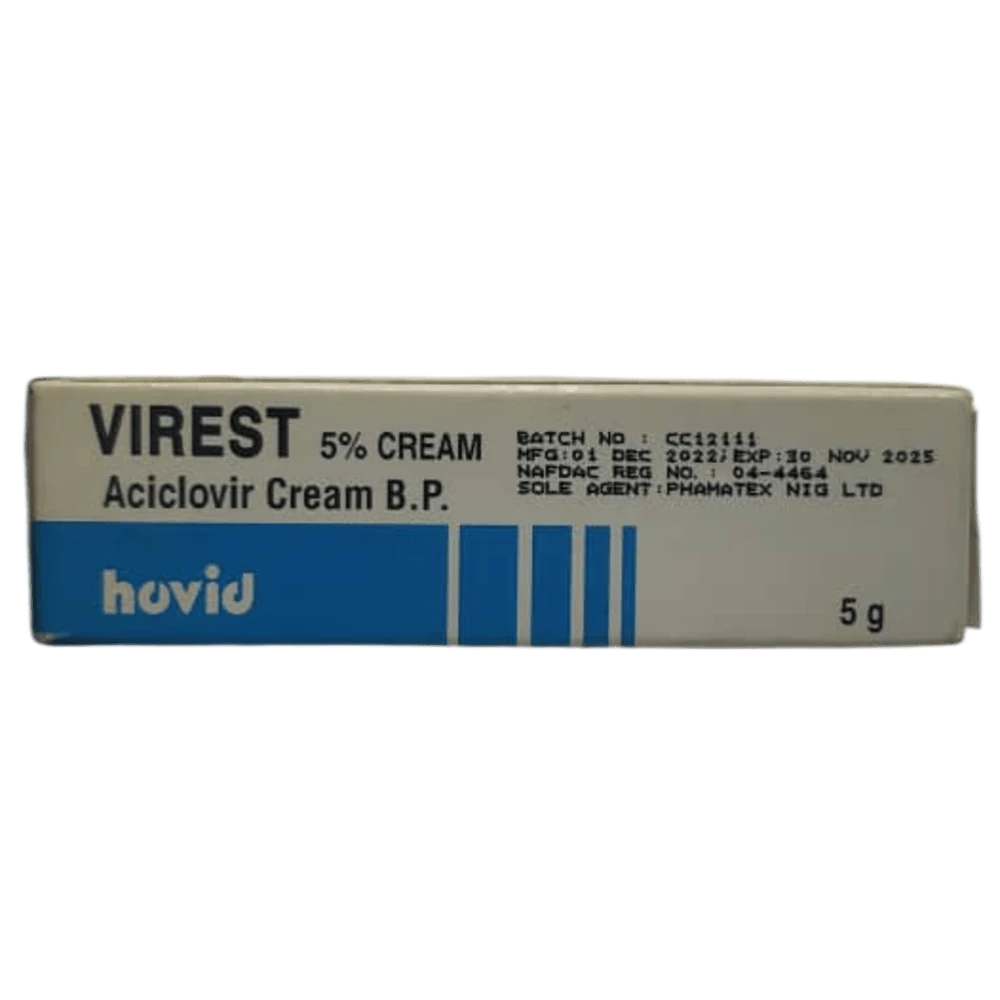 VIREST 5% CREAM
Aciclovir Cream B.P.
BATCH NO : CC12111
MFG:01 DEC 2022; EXP:30 NOV 2025
NAFDAC REG NO. : 04-4464
SOLE AGENT:PHAMATEX NIG LTD
hovid
5 g